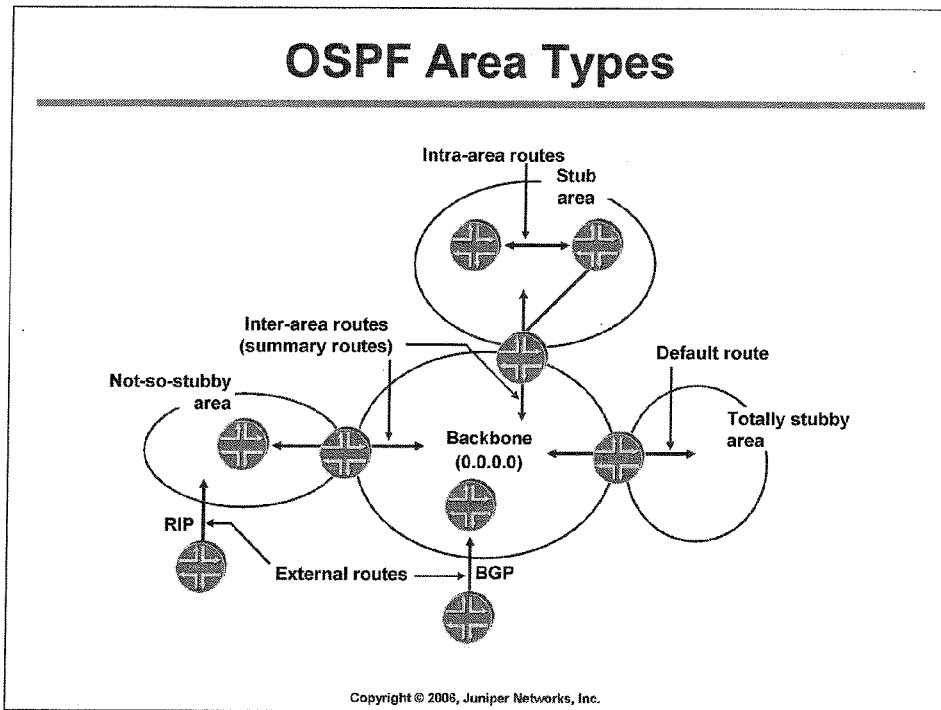 OSPF Area Types
Intra-area routes
Stub
area
Inter-area routes
(summary routes)
Default route
Not-so-stubby
area
Totally stubby
area
Backbone
(0.0.0.0)
RIP
External routes
BGP
Copyright © 2006, Juniper Networks, Inc.